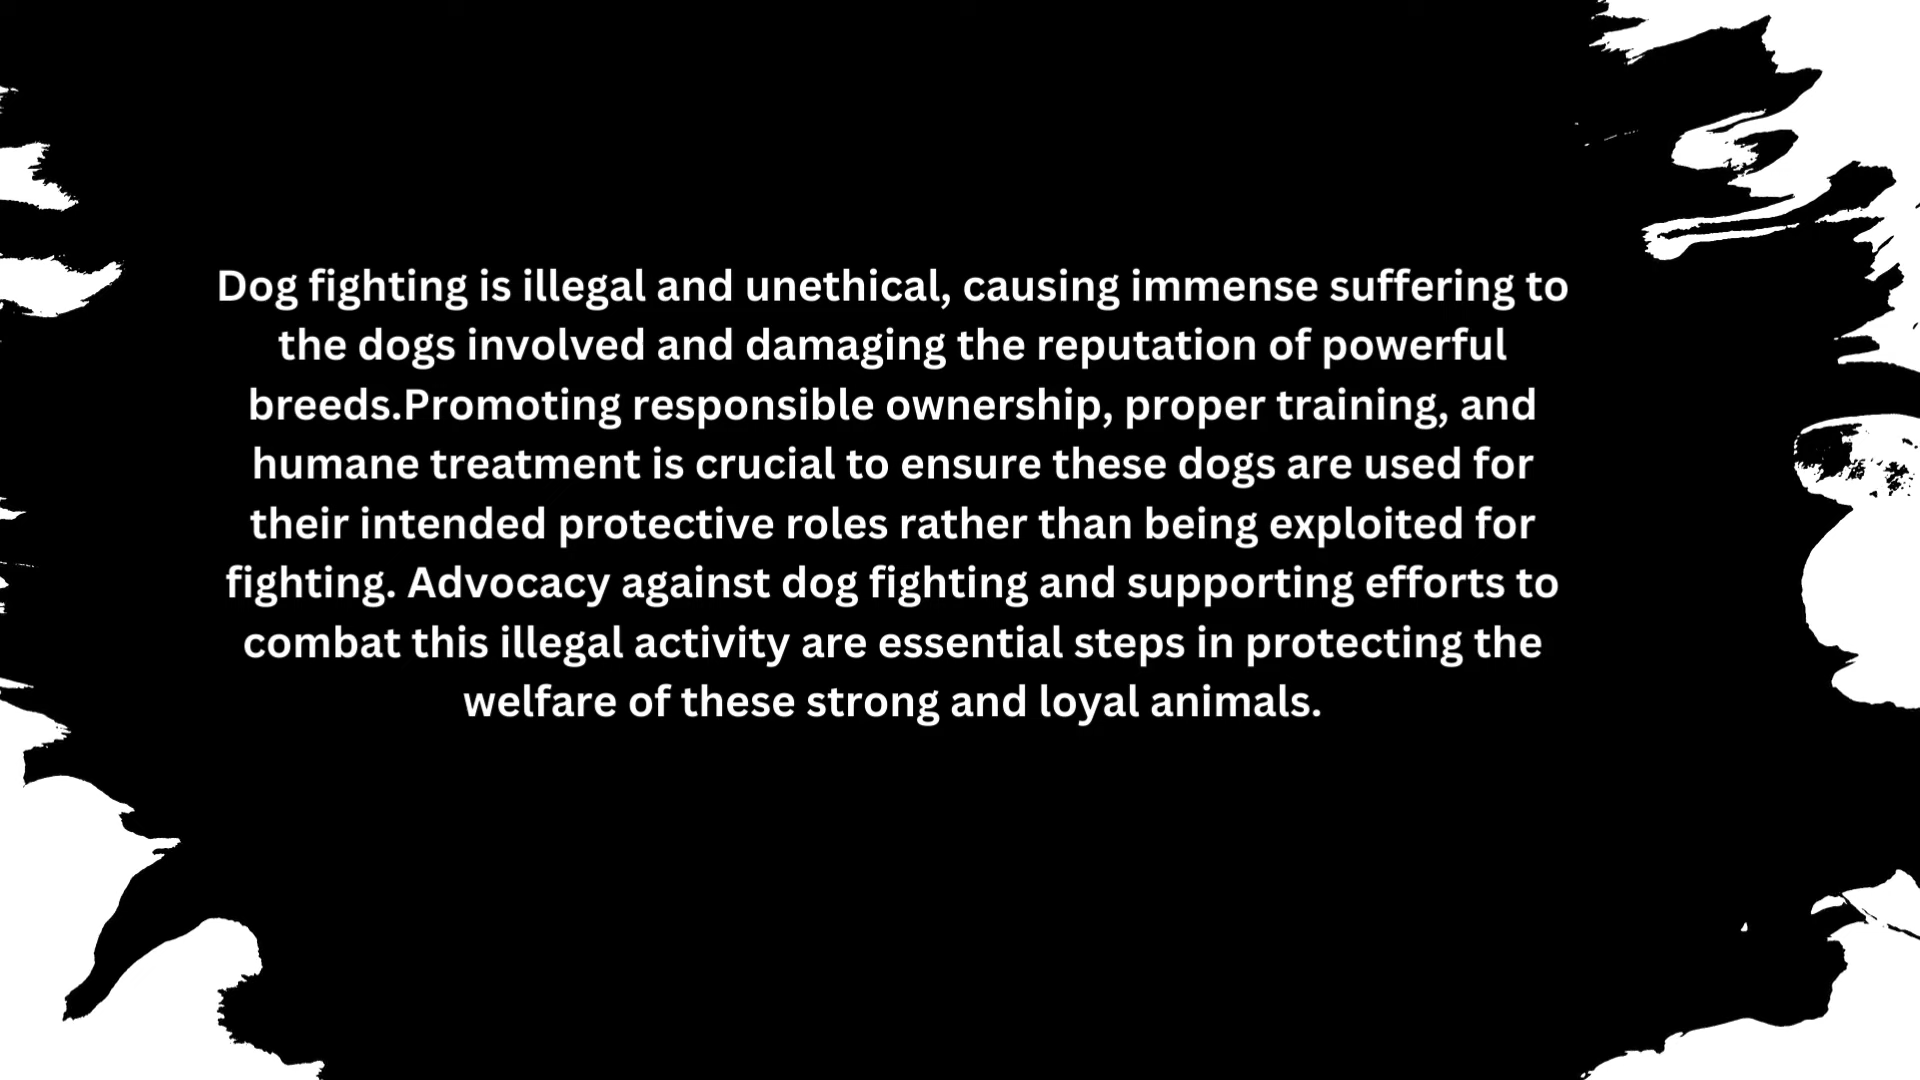 Dog fighting is illegal and unethical, causing immense suffering to
the dogs involved and damaging the reputation of powerful
breeds.Promoting responsible ownership, proper training, and
humane treatment is crucial to ensure these dogs are used for
their intended protective roles rather than being exploited for
fighting. Advocacy against dog fighting and supporting efforts to
combat this illegal activity are essential steps in protecting the
welfare of these strong and loyal animals.